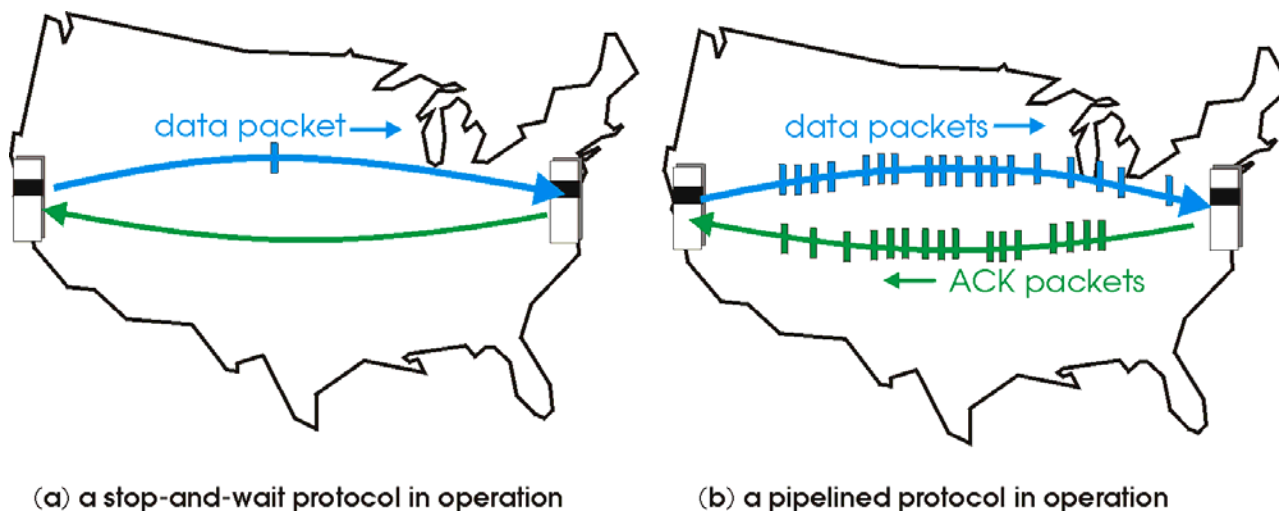 data packet
data packets
ACK packets
(a) a stop-and-wait protocol in operation
(b) a pipelined protocol in operation